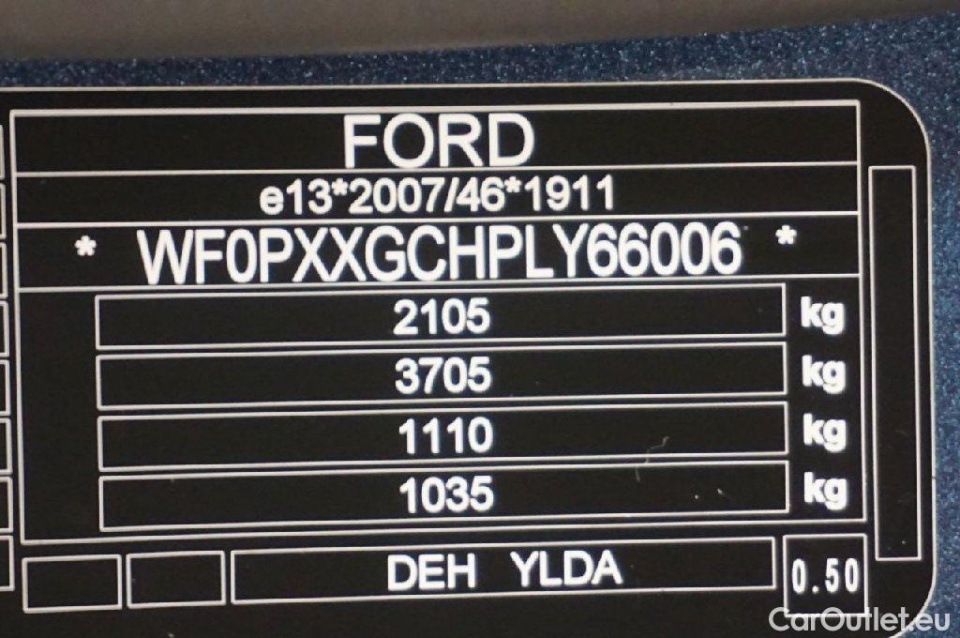 FORD
e13*2007/46*1911
* WF0PXXGCHPLY66006 *
2105 kg
3705 kg
1110 kg
1035 kg
DEH YLDA 0.50
CarOutlet.eu